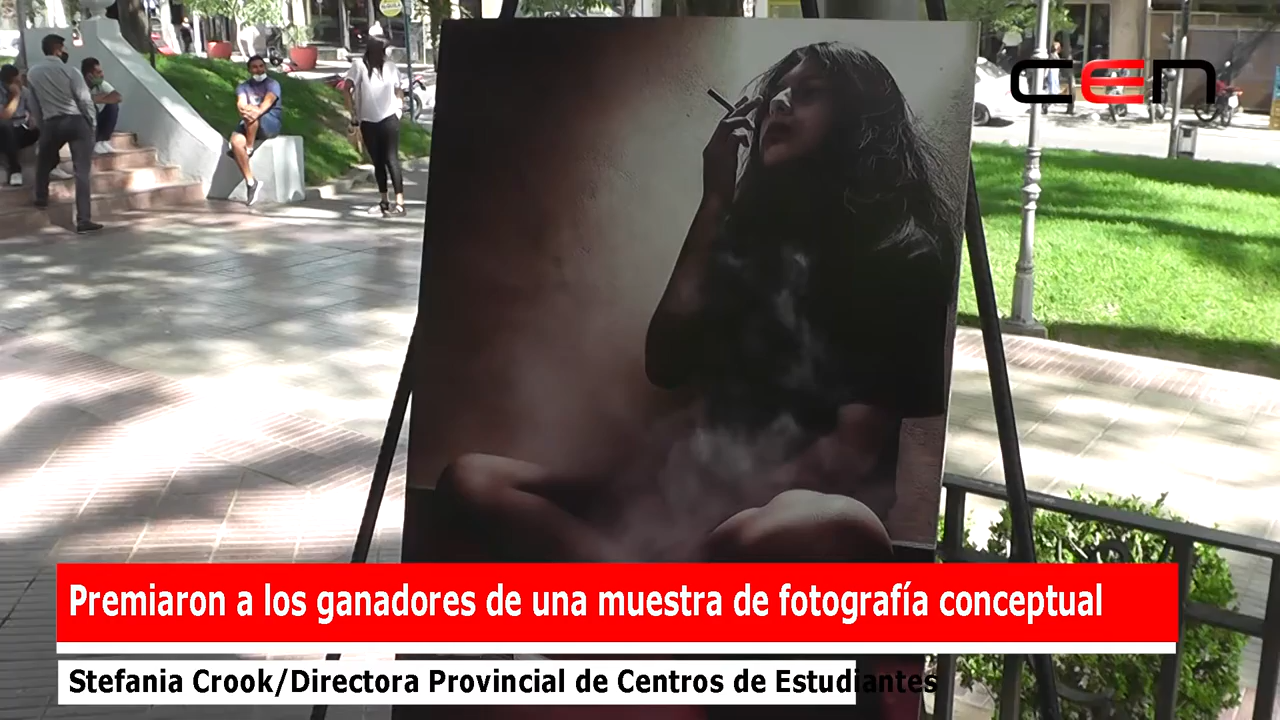 CEN
Premiaron a los ganadores de una muestra de fotografía conceptual
Stefania Crook/Directora Provincial de Centros de Estudiantes